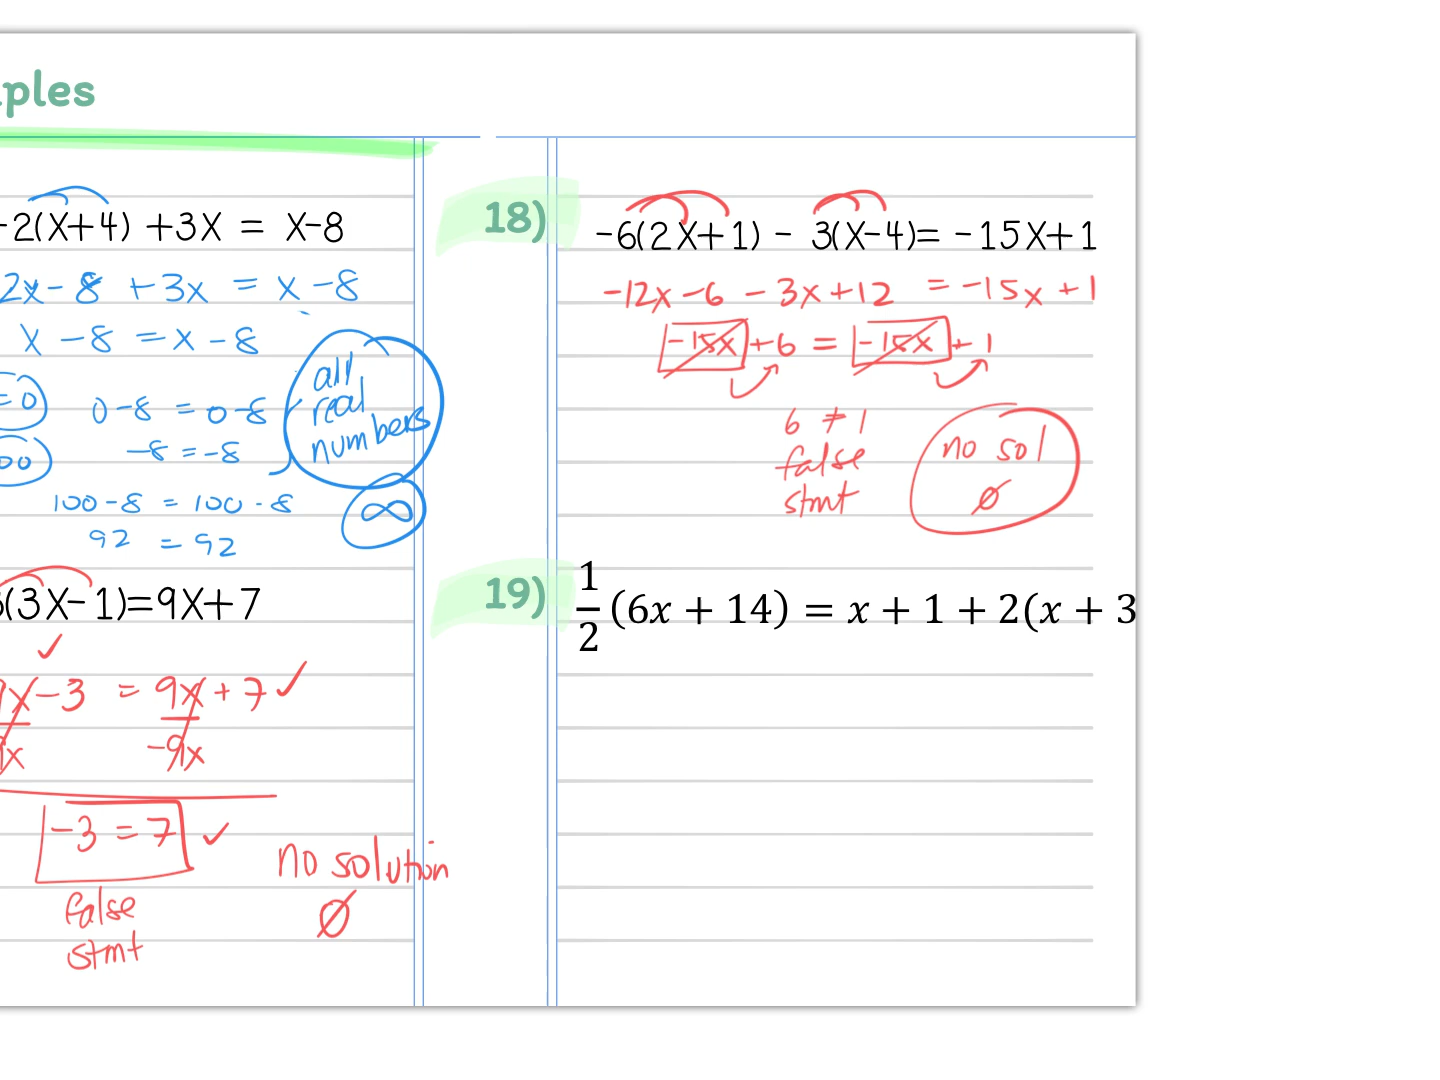 ples
-2(X+4) +3X = X-8
2x-8 +3x = x-8
x -8 = x -8
= 0
0-8 = 0-8
-8 = -8
all
real
numbers
100-8 = 100-8
92 = 92
∞
(3X-1)=9X+7
✓
x-3 = 9x+7 ✓
x -9x
-3 = 7 ✓
false
stmt
no solution
∅
18)
-6(2X+1) - 3(X-4)= -15X+1
-12x-6 -3x+12 = -15x+1
-15x +6 = -15x +1
6 ≠ 1
false
stmt
no sol
∅
19)
1/2 (6x + 14) = x + 1 + 2(x + 3